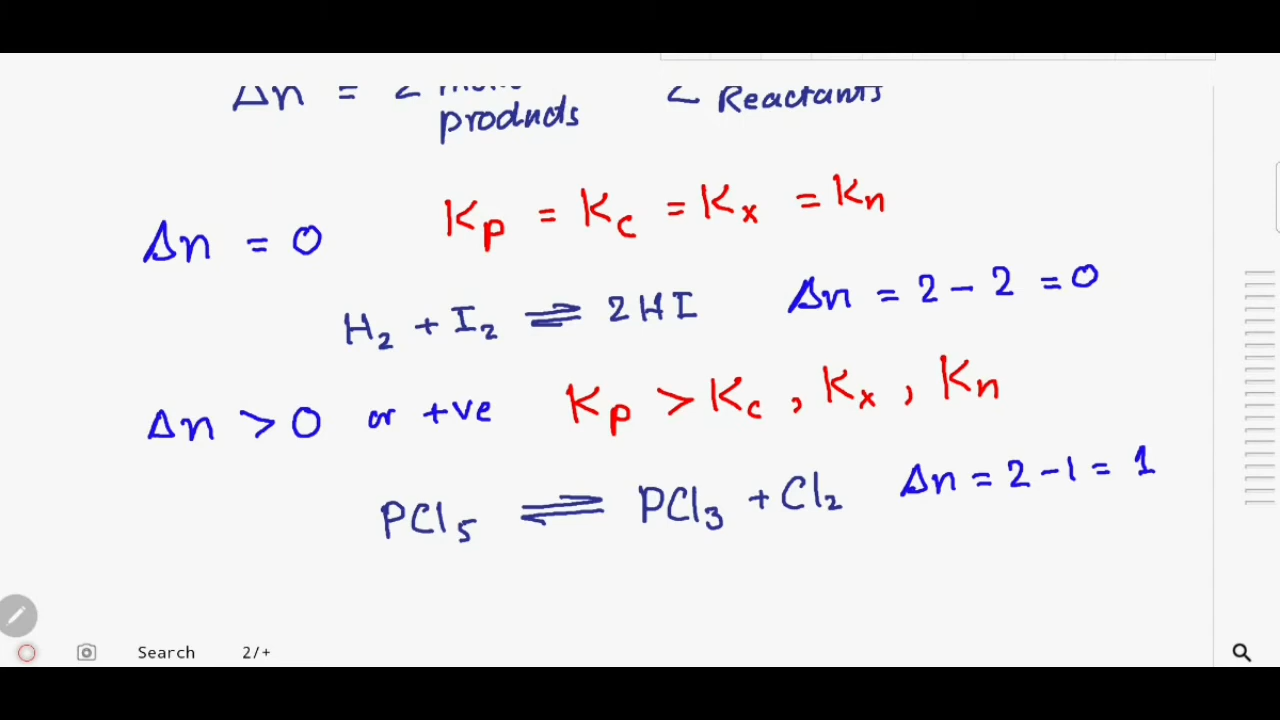 Δn =
products Reactants
Δn = 0 Kp = Kc = Kx = Kn
H₂ + I₂ ⇌ 2HI Δn = 2 - 2 = 0
Δn > 0 or +ve Kp > Kc , Kx , Kn
PCl₅ ⇌ PCl₃ + Cl₂ Δn = 2 - 1 = 1
Search 2/+